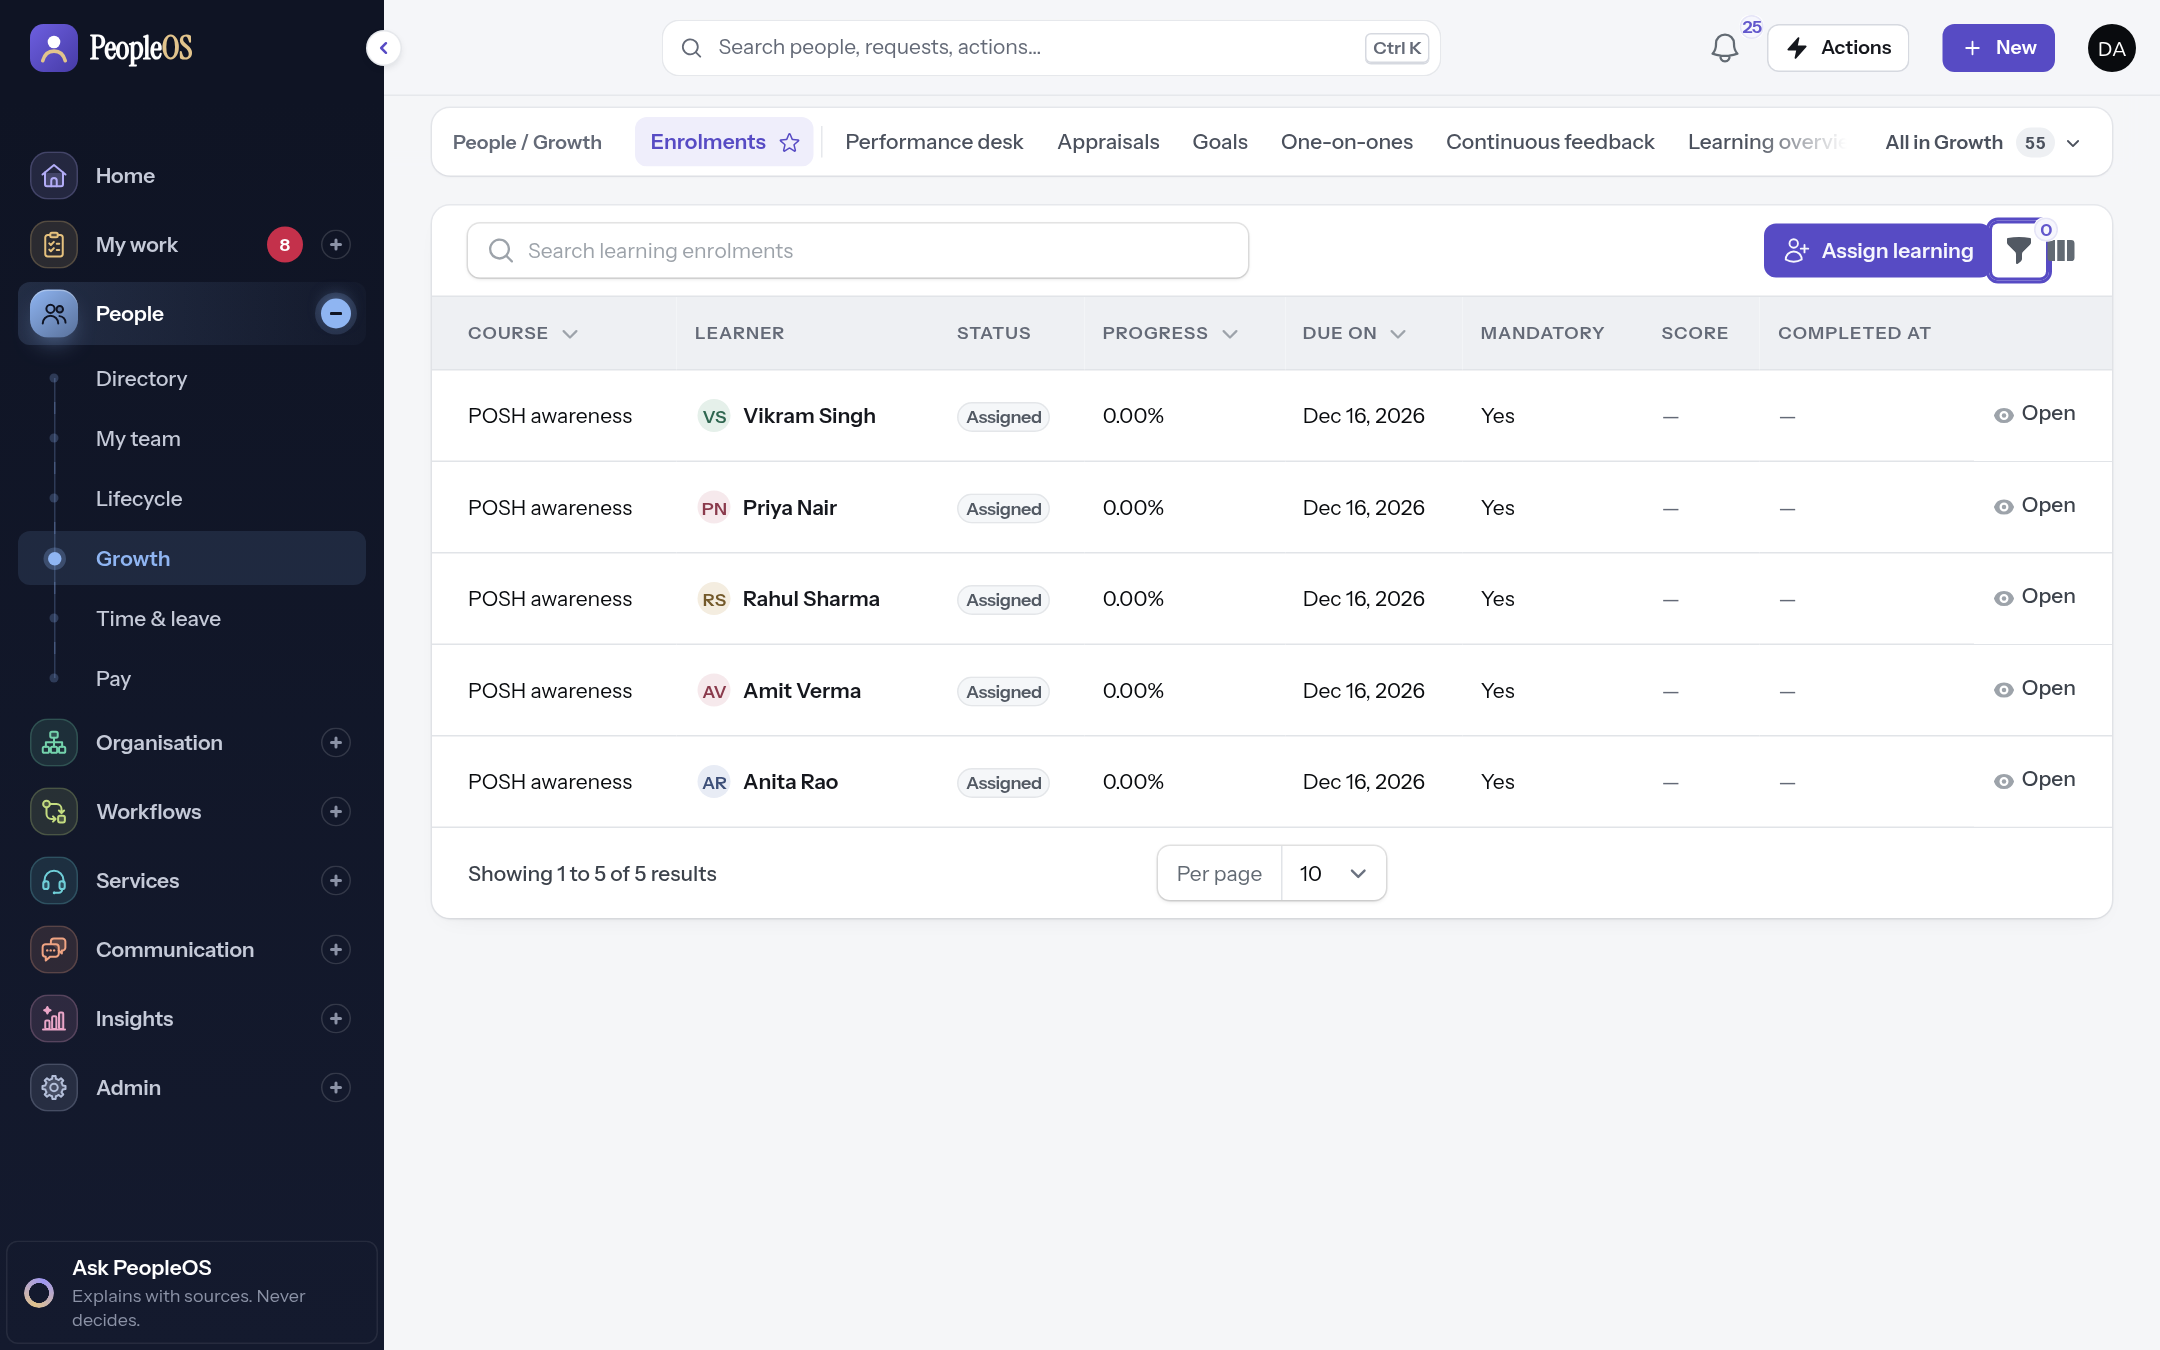 PeopleOS
Search people, requests, actions...
Ctrl K
25
Actions
New
DA
Home
My work
8
People
Directory
My team
Lifecycle
Growth
Time & leave
Pay
Organisation
Workflows
Services
Communication
Insights
Admin
Ask PeopleOS
Explains with sources. Never
decides.
People / Growth
Enrolments
Performance desk
Appraisals
Goals
One-on-ones
Continuous feedback
Learning overvie
All in Growth
55
Search learning enrolments
Assign learning
0
COURSE LEARNER STATUS PROGRESS DUE ON MANDATORY SCORE COMPLETED AT
POSH awareness VS Vikram Singh Assigned 0.00% Dec 16, 2026 Yes — — Open
POSH awareness PN Priya Nair Assigned 0.00% Dec 16, 2026 Yes — — Open
POSH awareness RS Rahul Sharma Assigned 0.00% Dec 16, 2026 Yes — — Open
POSH awareness AV Amit Verma Assigned 0.00% Dec 16, 2026 Yes — — Open
POSH awareness AR Anita Rao Assigned 0.00% Dec 16, 2026 Yes — — Open
Showing 1 to 5 of 5 results
Per page 10